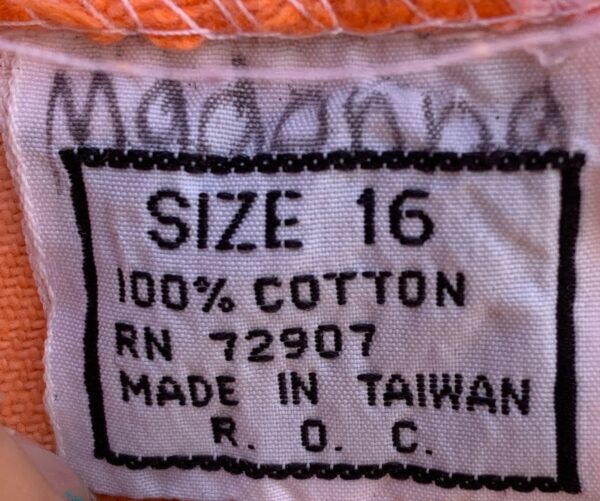 Madonna
SIZE 16
100% COTTON
RN 72907
MADE IN TAIWAN
R. O. C.